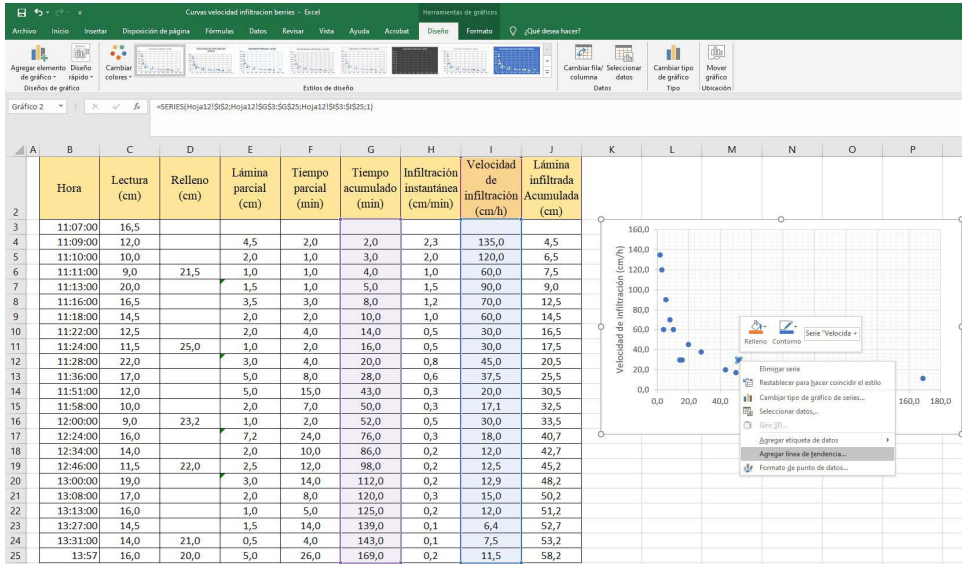 Curvas velocidad infiltracion berries - Excel
Herramientas de gráficos
Archivo Inicio Insertar Disposición de página Fórmulas Datos Revisar Vista Ayuda Acrobat Diseño Formato ¿Qué desea hacer?
Agregar elemento de gráfico Diseño rápido Cambiar colores Cambiar fila/columna Seleccionar datos Cambiar tipo de gráfico Mover gráfico
Diseños de gráfico Estilos de diseño Datos Tipo Ubicación
Gráfico 2 fx =SERIES(Hoja12!$I$2;Hoja12!$G$3:$G$25;Hoja12!$I$3:$I$25;1)
A B C D E F G H I J K L M N O P
2 Hora Lectura (cm) Relleno (cm) Lámina parcial (cm) Tiempo parcial (min) Tiempo acumulado (min) Infiltración instantánea (cm/min) Velocidad de infiltración (cm/h) Lámina infiltrada Acumulada (cm)
3 11:07:00 16,5
4 11:09:00 12,0 4,5 2,0 2,0 2,3 135,0 4,5
5 11:10:00 10,0 2,0 1,0 3,0 2,0 120,0 6,5
6 11:11:00 9,0 21,5 1,0 1,0 4,0 1,0 60,0 7,5
7 11:13:00 20,0 1,5 1,0 5,0 1,5 90,0 9,0
8 11:16:00 16,5 3,5 3,0 8,0 1,2 70,0 12,5
9 11:18:00 14,5 2,0 2,0 10,0 1,0 60,0 14,5
10 11:22:00 12,5 2,0 4,0 14,0 0,5 30,0 16,5
11 11:24:00 11,5 25,0 1,0 2,0 16,0 0,5 30,0 17,5
12 11:28:00 22,0 3,0 4,0 20,0 0,8 45,0 20,5
13 11:36:00 17,0 5,0 8,0 28,0 0,6 37,5 25,5
14 11:51:00 12,0 5,0 15,0 43,0 0,3 20,0 30,5
15 11:58:00 10,0 2,0 7,0 50,0 0,3 17,1 32,5
16 12:00:00 9,0 23,2 1,0 2,0 52,0 0,5 30,0 33,5
17 12:24:00 16,0 7,2 24,0 76,0 0,3 18,0 40,7
18 12:34:00 14,0 2,0 10,0 86,0 0,2 12,0 42,7
19 12:46:00 11,5 22,0 2,5 12,0 98,0 0,2 12,5 45,2
20 13:00:00 19,0 3,0 14,0 112,0 0,2 12,9 48,2
21 13:08:00 17,0 2,0 8,0 120,0 0,3 15,0 50,2
22 13:13:00 16,0 1,0 5,0 125,0 0,2 12,0 51,2
23 13:27:00 14,5 1,5 14,0 139,0 0,1 6,4 52,7
24 13:31:00 14,0 21,0 0,5 4,0 143,0 0,1 7,5 53,2
25 13:57 16,0 20,0 5,0 26,0 169,0 0,2 11,5 58,2
Velocidad de infiltración (cm/h)
160,0
140,0
120,0
100,0
80,0
60,0
40,0
20,0
0,0
0,0 20,0 40,0 60,0 160,0 180,0
Relleno Contorno Serie "Velocida
Eliminar serie
Restablecer para hacer coincidir el estilo
Cambiar tipo de gráfico de series...
Seleccionar datos...
Giro 3D...
Agregar etiqueta de datos
Agregar línea de tendencia...
Formato de punto de datos...